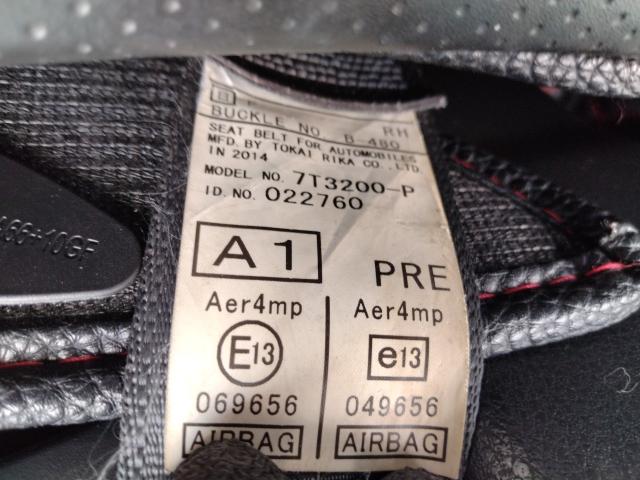 BUCKLE NO. B-480 RH
SEAT BELT FOR AUTOMOBILES
MFD. BY TOKAI RIKA CO., LTD.
IN 2014
MODEL NO. 7T3200-P
ID. NO. 022760
A1 PRE
Aer4mp Aer4mp
E13 e13
069656 049656
AIRBAG AIRBAG